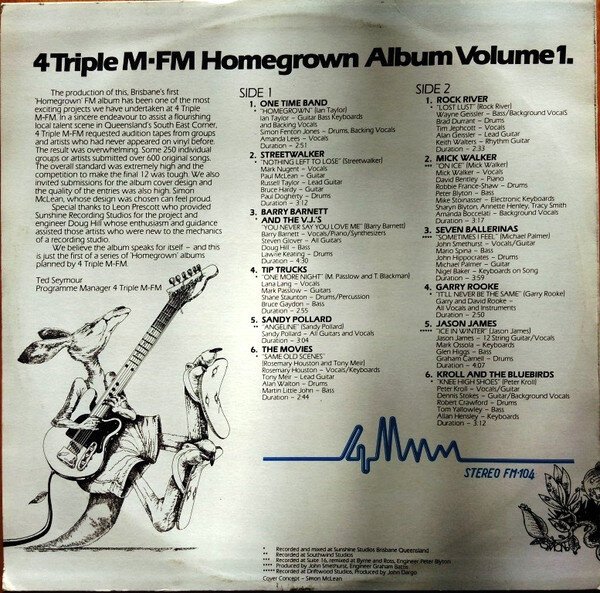 4 Triple M·FM Homegrown Album Volume 1.
The production of this, Brisbane's first
'Homegrown' FM album has been one of the most
exciting projects we have undertaken at 4 Triple
M-FM. In a sincere endeavour to assist a flourishing
local talent scene in Queensland's South East Corner,
4 Triple M-FM requested audition tapes from groups
and artists who had never appeared on vinyl before.
The result was overwhelming. Some 250 individual
groups or artists submitted over 600 original songs.
The overall standard was extremely high and the
competition to make the final 12 was tough. We also
invited submissions for the album cover design and
the quality of the entries was also high. Simon
McLean, whose design was chosen can feel proud.
Special thanks to Leon Prescott who provided
Sunshine Recording Studios for the project and
engineer Doug Hill whose enthusiasm and guidance
assisted those artists who were new to the mechanics
of a recording studio.
We believe the album speaks for itself – and this
is just the first of a series of 'Homegrown' albums
planned by 4 Triple M-FM.
Ted Seymour
Programme Manager 4 Triple M-FM
SIDE 1
1. ONE TIME BAND
* "HOMEGROWN" (Ian Taylor)
Ian Taylor – Guitar Bass Keyboards
and Backing Vocals
Simon Fenton Jones – Drums, Backing Vocals
Amanda Lees – Vocals
Duration – 2:51
2. STREETWALKER
* "NOTHING LEFT TO LOSE" (Streetwalker)
Mark Nugent – Vocals
Paul McLean – Guitar
Russell Taylor – Lead Guitar
Bruce Hardy – Guitar
Paul Dogherty – Drums
Duration – 3:12
3. BARRY BARNETT
AND THE V.J.'S
* "YOU NEVER SAY YOU LOVE ME" (Barry Barnett)
Barry Barnett – Vocals/Piano/Synthesizers
Steven Glover – All Guitars
Doug Hill – Bass
Lawrie Keating – Drums
Duration – 4:30
4. TIP TRUCKS
* "ONE MORE NIGHT" (M. Passlow and T. Blackman)
Lana Lang – Vocals
Mark Passlow – Guitars
Shane Staunton – Drums/Percussion
Bruce Gaydon – Bass
Duration – 2:55
5. SANDY POLLARD
** "ANGELINE" (Sandy Pollard)
Sandy Pollard – All Guitars and Vocals
Duration – 3:04
6. THE MOVIES
* "SAME OLD SCENES"
(Rosemary Houston and Tony Meir)
Rosemary Houston – Vocals/Keyboards
Tony Meir – Lead Guitar
Alan Walton – Drums
Martin Little John – Bass
Duration – 2:44
SIDE 2
1. ROCK RIVER
* "LOST LUST" (Rock River)
Wayne Geissler – Bass/Background Vocals
Brad Durrant – Drums
Tim Jephcott – Vocals
Alan Geissler – Lead Guitar
Keith Walters – Rhythm Guitar
Duration – 2:33
2. MICK WALKER
*** "ON ICE" (Mick Walker)
Mick Walker – Vocals
David Bentley – Piano
Robbie France-Shaw – Drums
Peter Blyton – Bass
Mike Stoinasser – Electronic Keyboards
Sharyn Blyton, Annette Henley, Tracy Smith
Amanda Boccelati – Background Vocals
Duration – 3:17
3. SEVEN BALLERINAS
**** "SOMETIMES I FEEL" (Michael Palmer)
John Smethurst – Vocals/Guitar
Mario Spina – Bass
John Hippocrates – Drums
Michael Palmer – Guitar
Nigel Baker – Keyboards on Song
Duration – 3:59
4. GARRY ROOKE
* "IT'LL NEVER BE THE SAME" (Garry Rooke)
Garry and David Rooke –
All Vocals and Instruments
Duration – 2:50
5. JASON JAMES
***** "ICE IN WINTER" (Jason James)
Jason James – 12 String Guitar/Vocals
Mark Ossola – Keyboards
Glen Higgs – Bass
Graham Carnell – Drums
Duration – 4:07
6. KROLL AND THE BLUEBIRDS
* "KNEE HIGH SHOES" (Peter Kroll)
Peter Kroll – Vocals/Guitar
Dennis Stokes – Guitar/Background Vocals
Robert Crawford – Drums
Tom Yallowley – Bass
Allan Hensley – Keyboards
Duration – 3:12
4MMM
STEREO FM-104
* Recorded and mixed at Sunshine Studios Brisbane Queensland
** Recorded at Southwind Studios
*** Recorded at Suite 16, remixed at Byrne and Ross, Engineer Peter Blyton
**** Produced by John Smethurst, Engineer Graham Battle
***** Recorded at Driftwood Studios, Produced by John Dargo
Cover Concept – Simon McLean